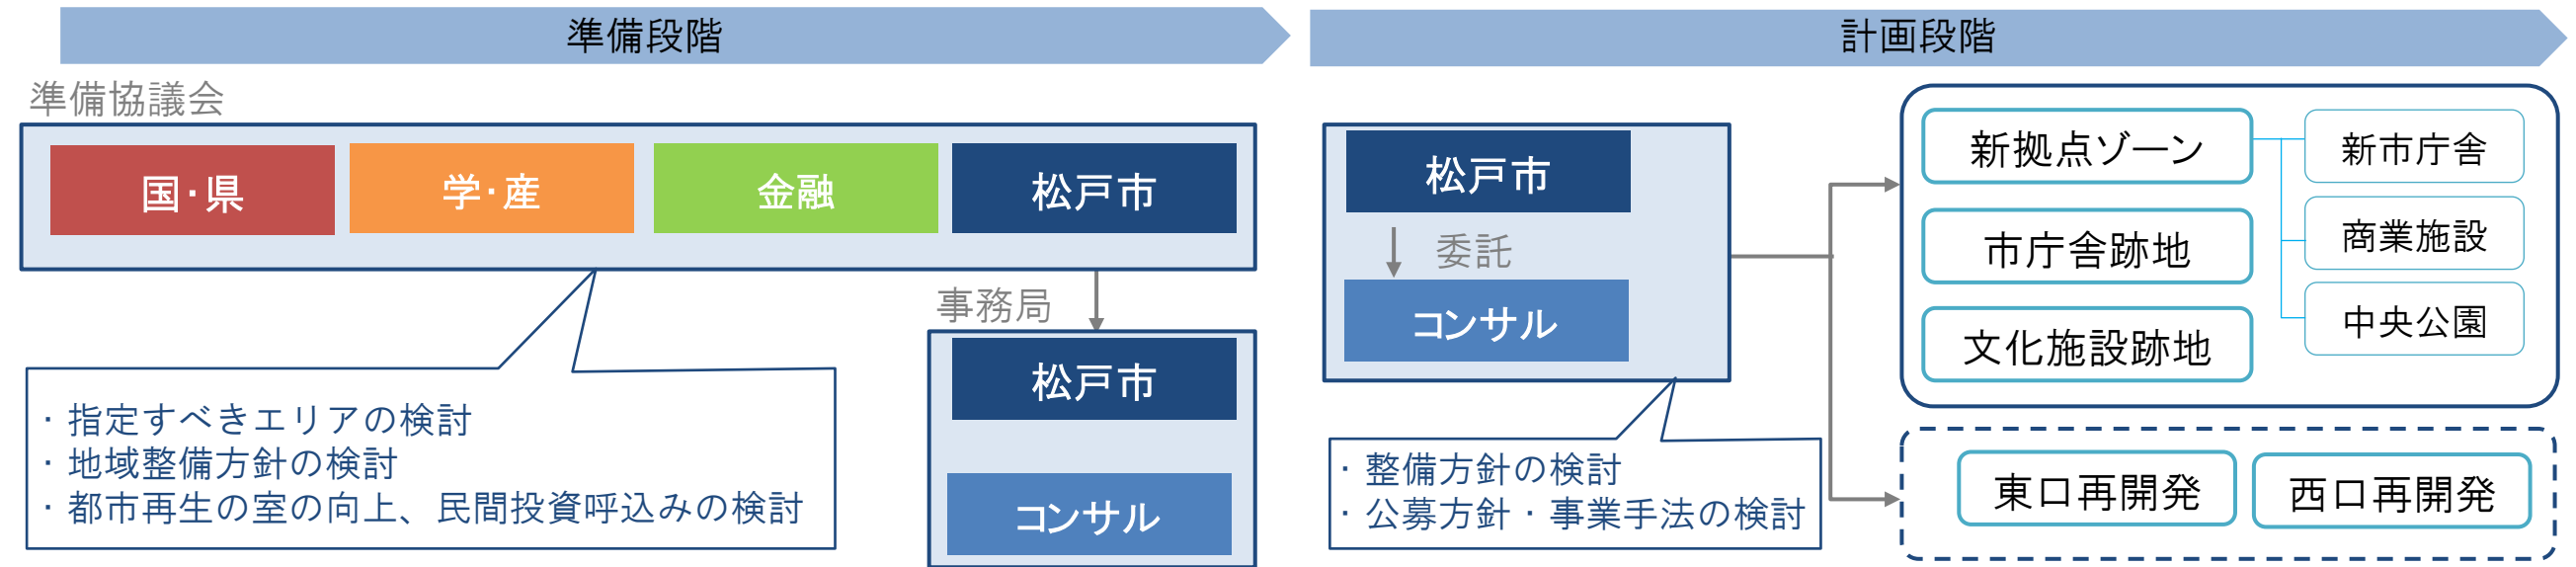 準備段階
準備協議会
国・県
学・産
金融
松戸市
事務局
松戸市
コンサル
・指定すべきエリアの検討
・地域整備方針の検討
・都市再生の室の向上、民間投資呼込みの検討
計画段階
松戸市
委託
コンサル
・整備方針の検討
・公募方針・事業手法の検討
新拠点ゾーン
新市庁舎
商業施設
中央公園
市庁舎跡地
文化施設跡地
東口再開発
西口再開発